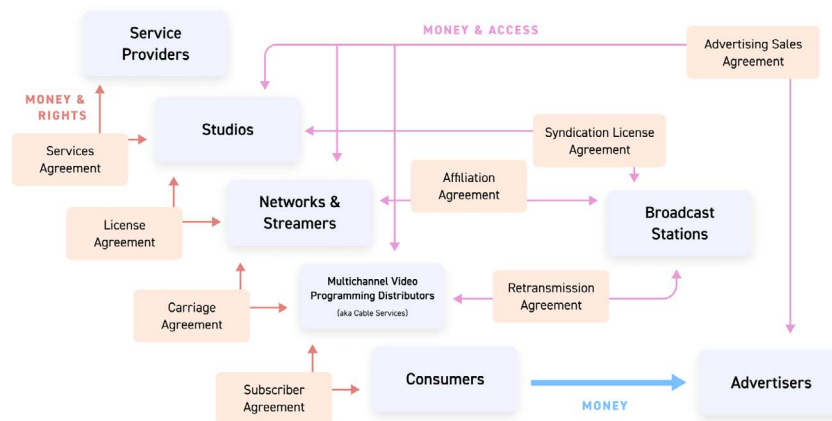 Service
Providers
MONEY & ACCESS
Advertising Sales
Agreement
MONEY &
RIGHTS
Studios
Syndication License
Agreement
Services
Agreement
Affiliation
Agreement
Networks &
Streamers
Broadcast
Stations
License
Agreement
Multichannel Video
Programming Distributors
(aka Cable Services)
Retransmission
Agreement
Carriage
Agreement
Consumers
Advertisers
Subscriber
Agreement
MONEY